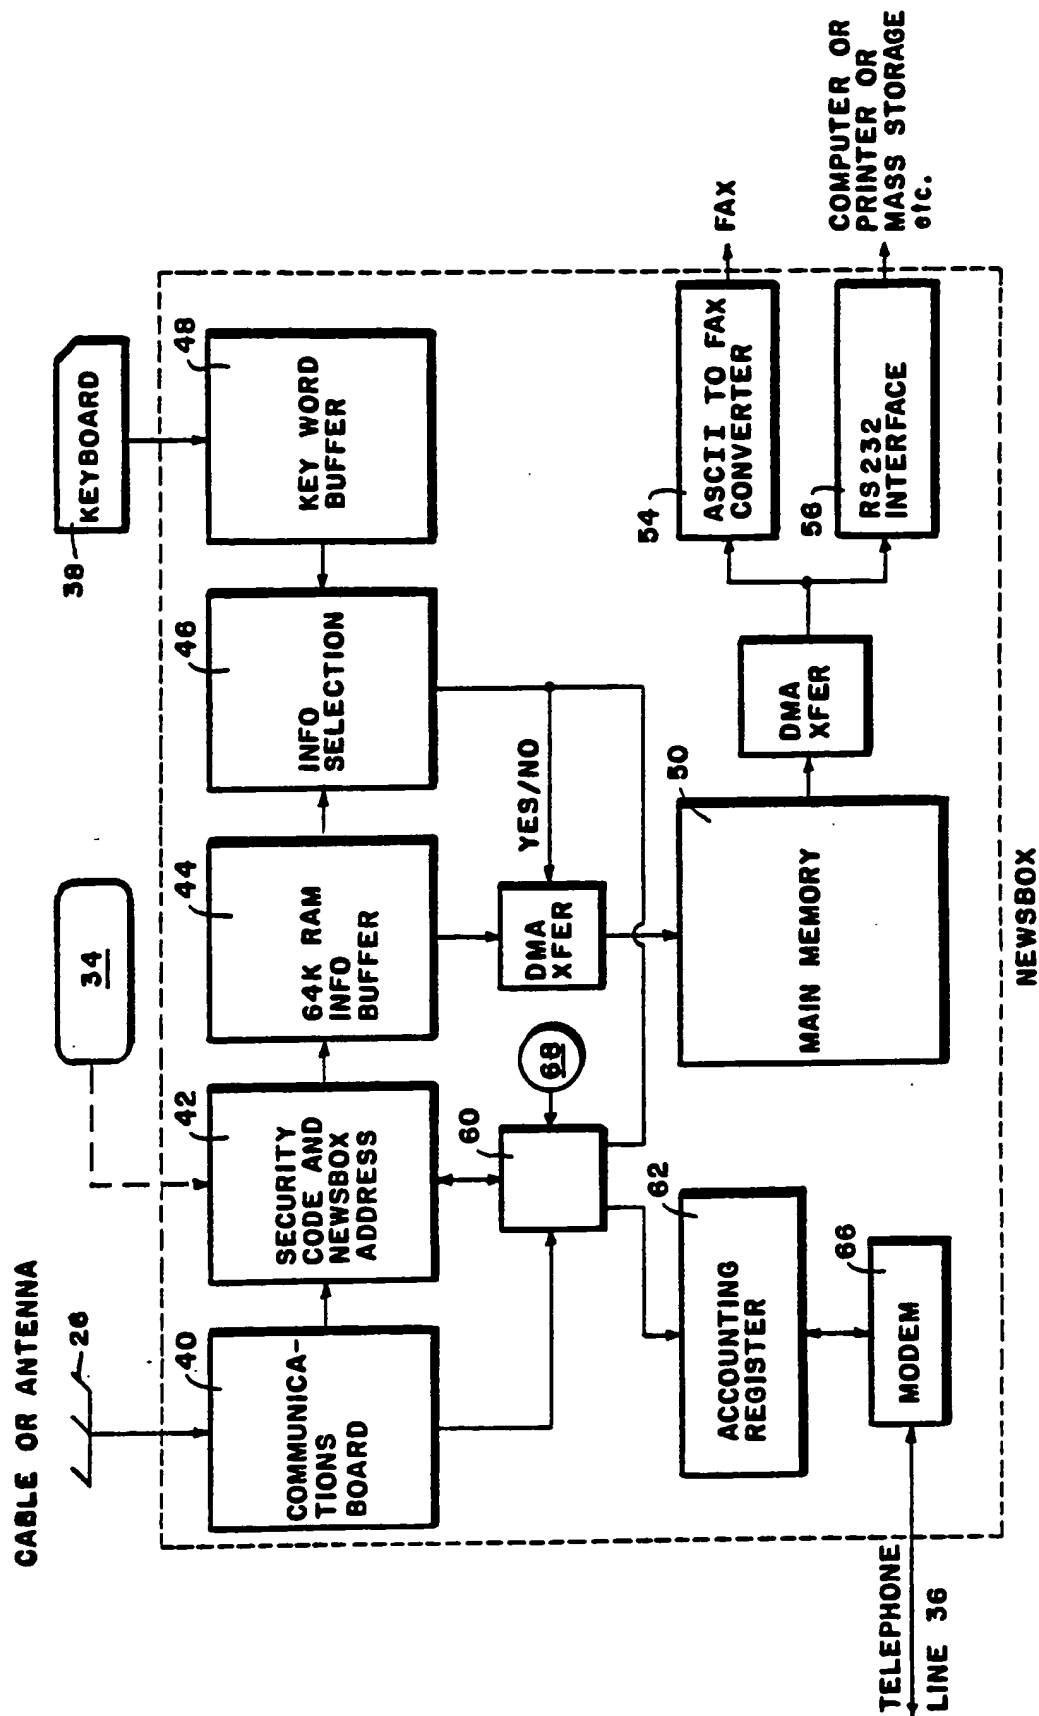 CABLE OR ANTENNA
26
34
38
KEYBOARD
40
COMMUNICA-
TIONS
BOARD
42
SECURITY
CODE AND
NEWSBOX
ADDRESS
44
64K RAM
INFO
BUFFER
46
INFO
SELECTION
48
KEY WORD
BUFFER
60
68
DMA
XFER
YES/NO
62
ACCOUNTING
REGISTER
50
MAIN MEMORY
DMA
XFER
54
ASCII TO FAX
CONVERTER
FAX
56
RS232
INTERFACE
COMPUTER OR
PRINTER OR
MASS STORAGE
etc.
66
MODEM
TELEPHONE
LINE 36
NEWSBOX